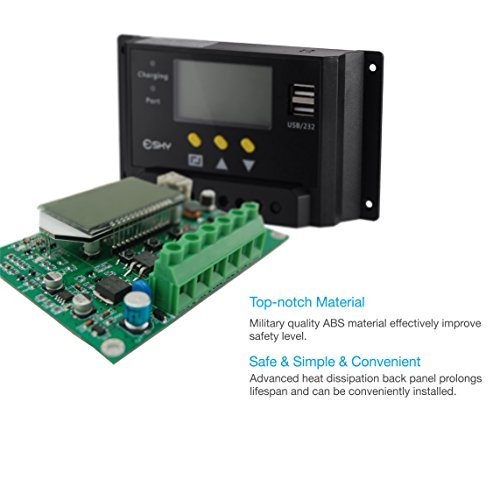 Charging
Port
USB/232
ESKY
Top-notch Material
Military quality ABS material effectively improve
safety level.
Safe & Simple & Convenient
Advanced heat dissipation back panel prolongs
lifespan and can be conveniently installed.